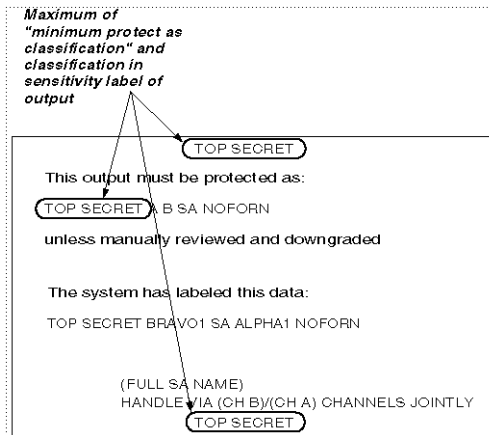 Maximum of
"minimum protect as
classification" and
classification in
sensitivity label of
output
TOP SECRET
This output must be protected as:
TOP SECRET A B SA NOFORN
unless manually reviewed and downgraded
The system has labeled this data:
TOP SECRET BRAVO1 SA ALPHA1 NOFORN
(FULL SA NAME)
HANDLE VIA (CH B)/(CH A) CHANNELS JOINTLY
TOP SECRET